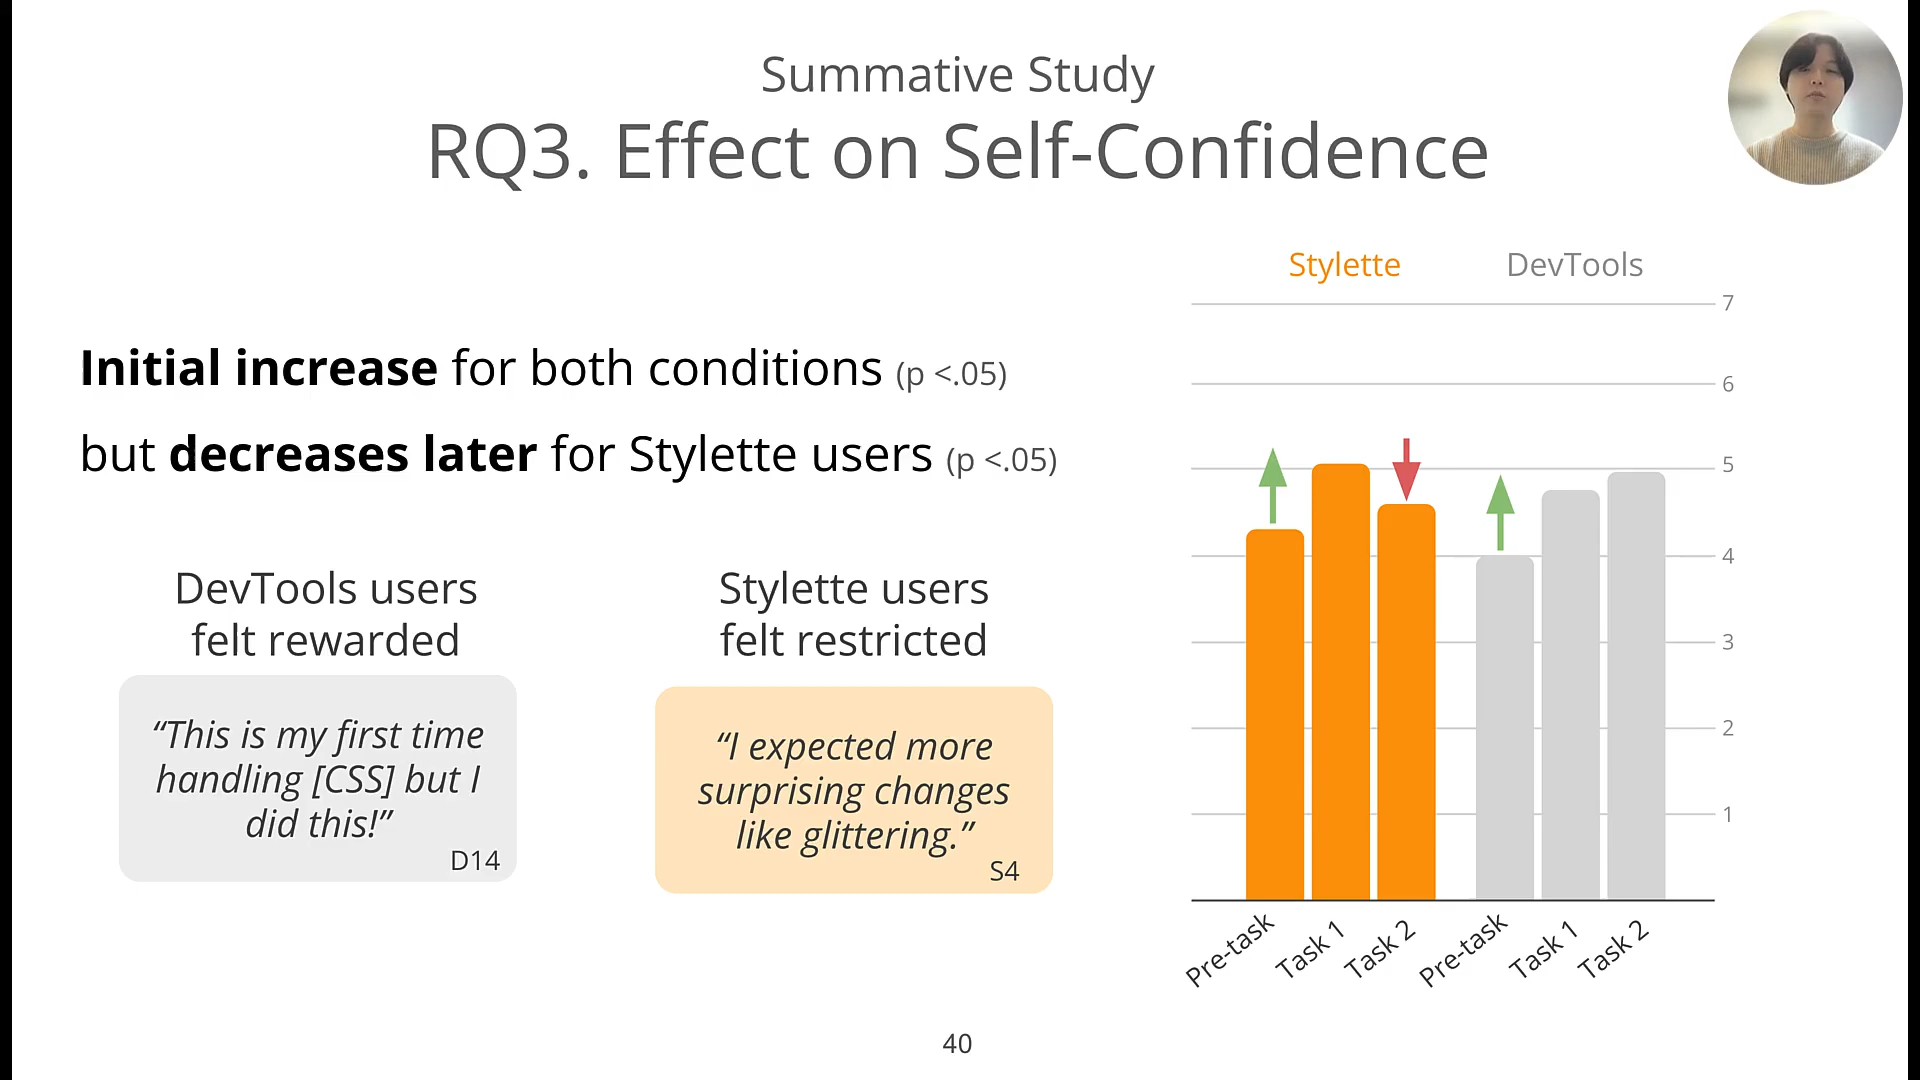 Summative Study
RQ3. Effect on Self-Confidence
Initial increase for both conditions (p <.05)
but decreases later for Stylette users (p <.05)
DevTools users
felt rewarded
“This is my first time
handling [CSS] but I
did this!”
D14
Stylette users
felt restricted
“I expected more
surprising changes
like glittering.”
S4
Stylette
DevTools
7
6
5
4
3
2
1
Pre-task
Task 1
Task 2
Pre-task
Task 1
Task 2
40